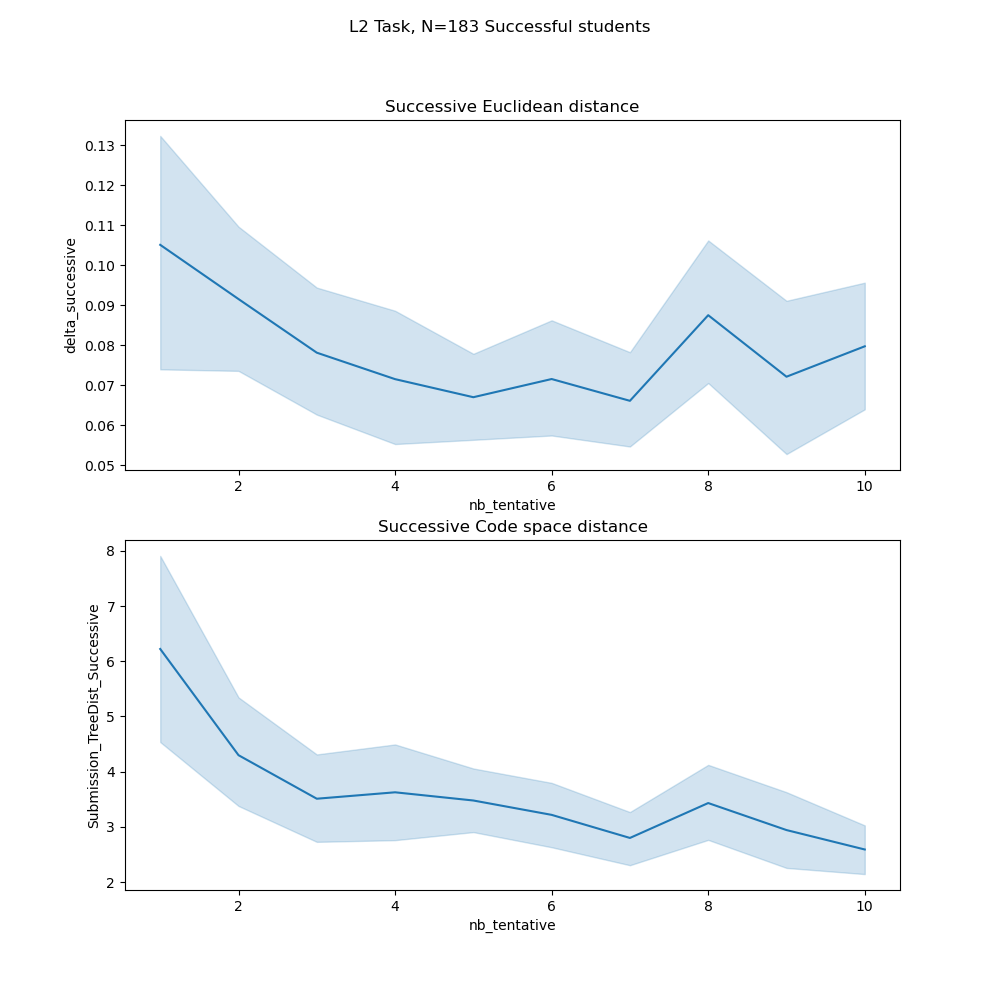 L2 Task, N=183 Successful students
Successive Euclidean distance
0.13
0.12
0.11
0.10
0.09
0.08
0.07
0.06
0.05
delta_successive
2 4 6 8 10
nb_tentative
Successive Code space distance
8
7
6
5
4
3
2
Submission_TreeDist_Successive
2 4 6 8 10
nb_tentative